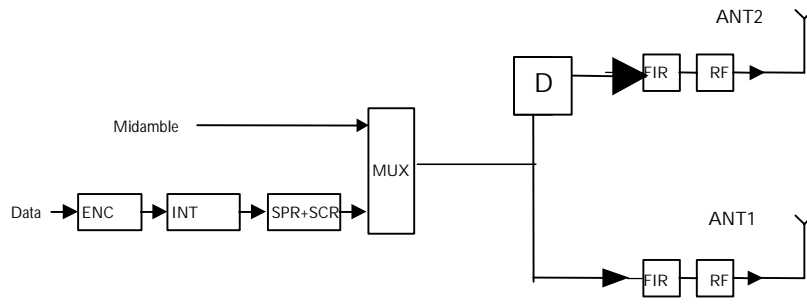 ANT2
D
FIR
RF
Midamble
MUX
Data
ENC
INT
SPR+SCR
ANT1
FIR
RF